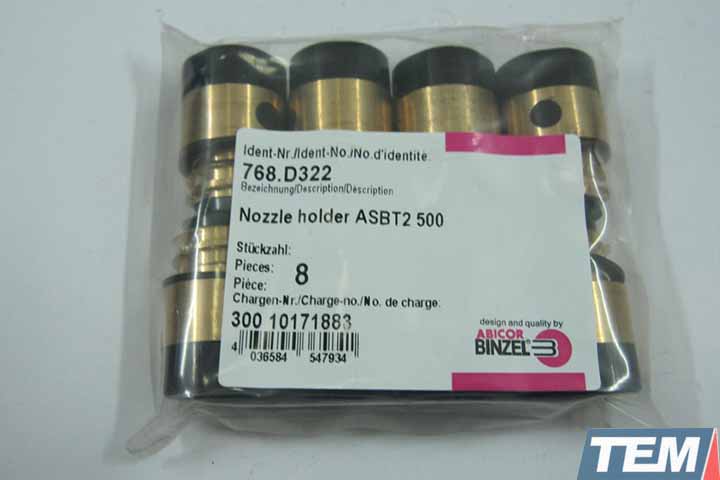 Ident-Nr./Ident-No./No.d'identité.
768.D322
Bezeichnung/Description/Description
Nozzle holder ASBT2 500
Stückzahl:
Pieces: 8
Pièce:
Chargen-Nr./Charge-no./No. de charge:
300 10171883
4 036584 547934
design and quality by
ABICOR
BINZEL®
TEM